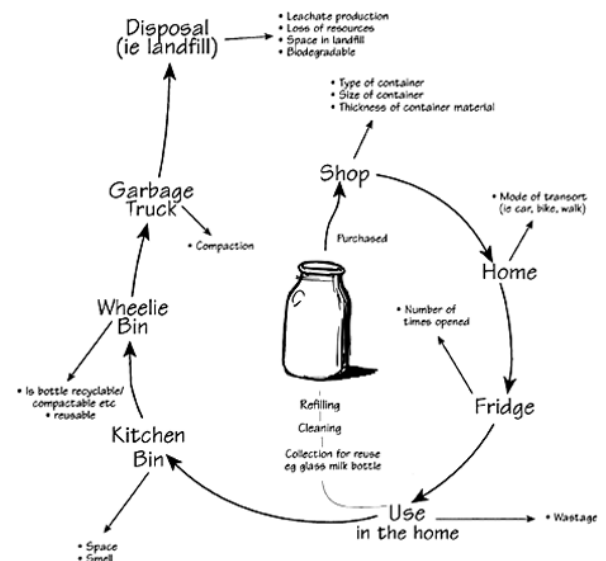 Disposal
(ie landfill)
• Leachate production
• Loss of resources
• Space in landfill
• Biodegradable
• Type of container
• Size of container
• Thickness of container material
Shop
Garbage
Truck
• Compaction
Purchased
• Mode of transort
(ie car, bike, walk)
Home
Wheelie
Bin
• Number of
times opened
• Is bottle recyclable/
compactable etc
• reusable
Fridge
Refilling
Cleaning
Collection for reuse
eg glass milk bottle
Kitchen
Bin
Use
in the home
• Wastage
• Space
• Smell